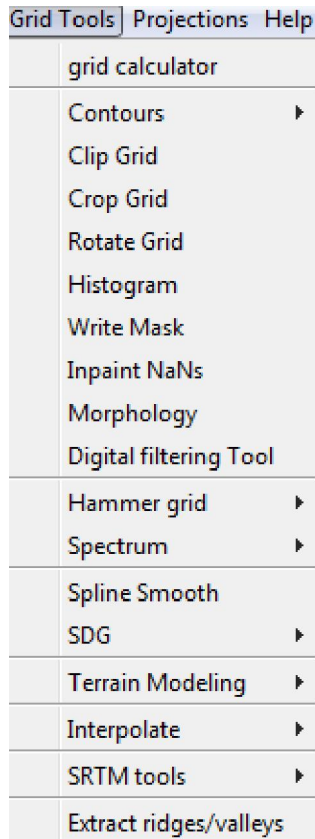 Grid Tools Projections Help
grid calculator
Contours
Clip Grid
Crop Grid
Rotate Grid
Histogram
Write Mask
Inpaint NaNs
Morphology
Digital filtering Tool
Hammer grid
Spectrum
Spline Smooth
SDG
Terrain Modeling
Interpolate
SRTM tools
Extract ridges/valleys